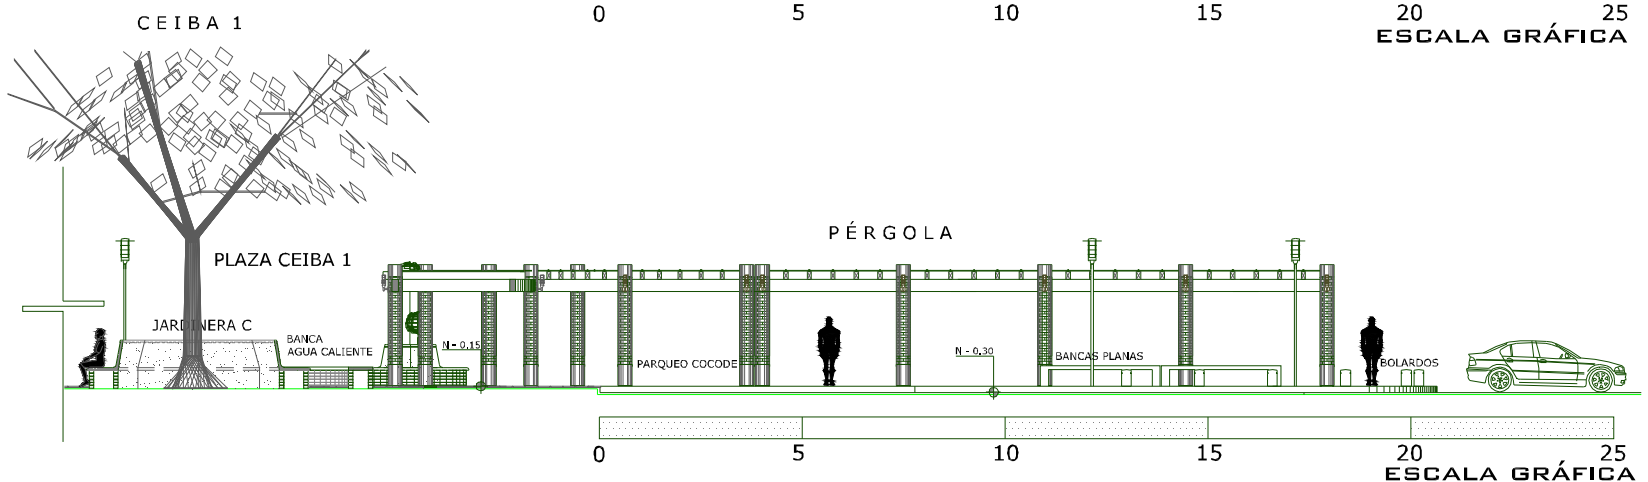 CEIBA 1
0 5 10 15 20 25
ESCALA GRÁFICA
PÉRGOLA
PLAZA CEIBA 1
JARDINERA C
BANCA
AGUA CALIENTE
N - 0,15
PARQUEO COCODE
N - 0,30
BANCAS PLANAS
BOLARDOS
0 5 10 15 20 25
ESCALA GRÁFICA